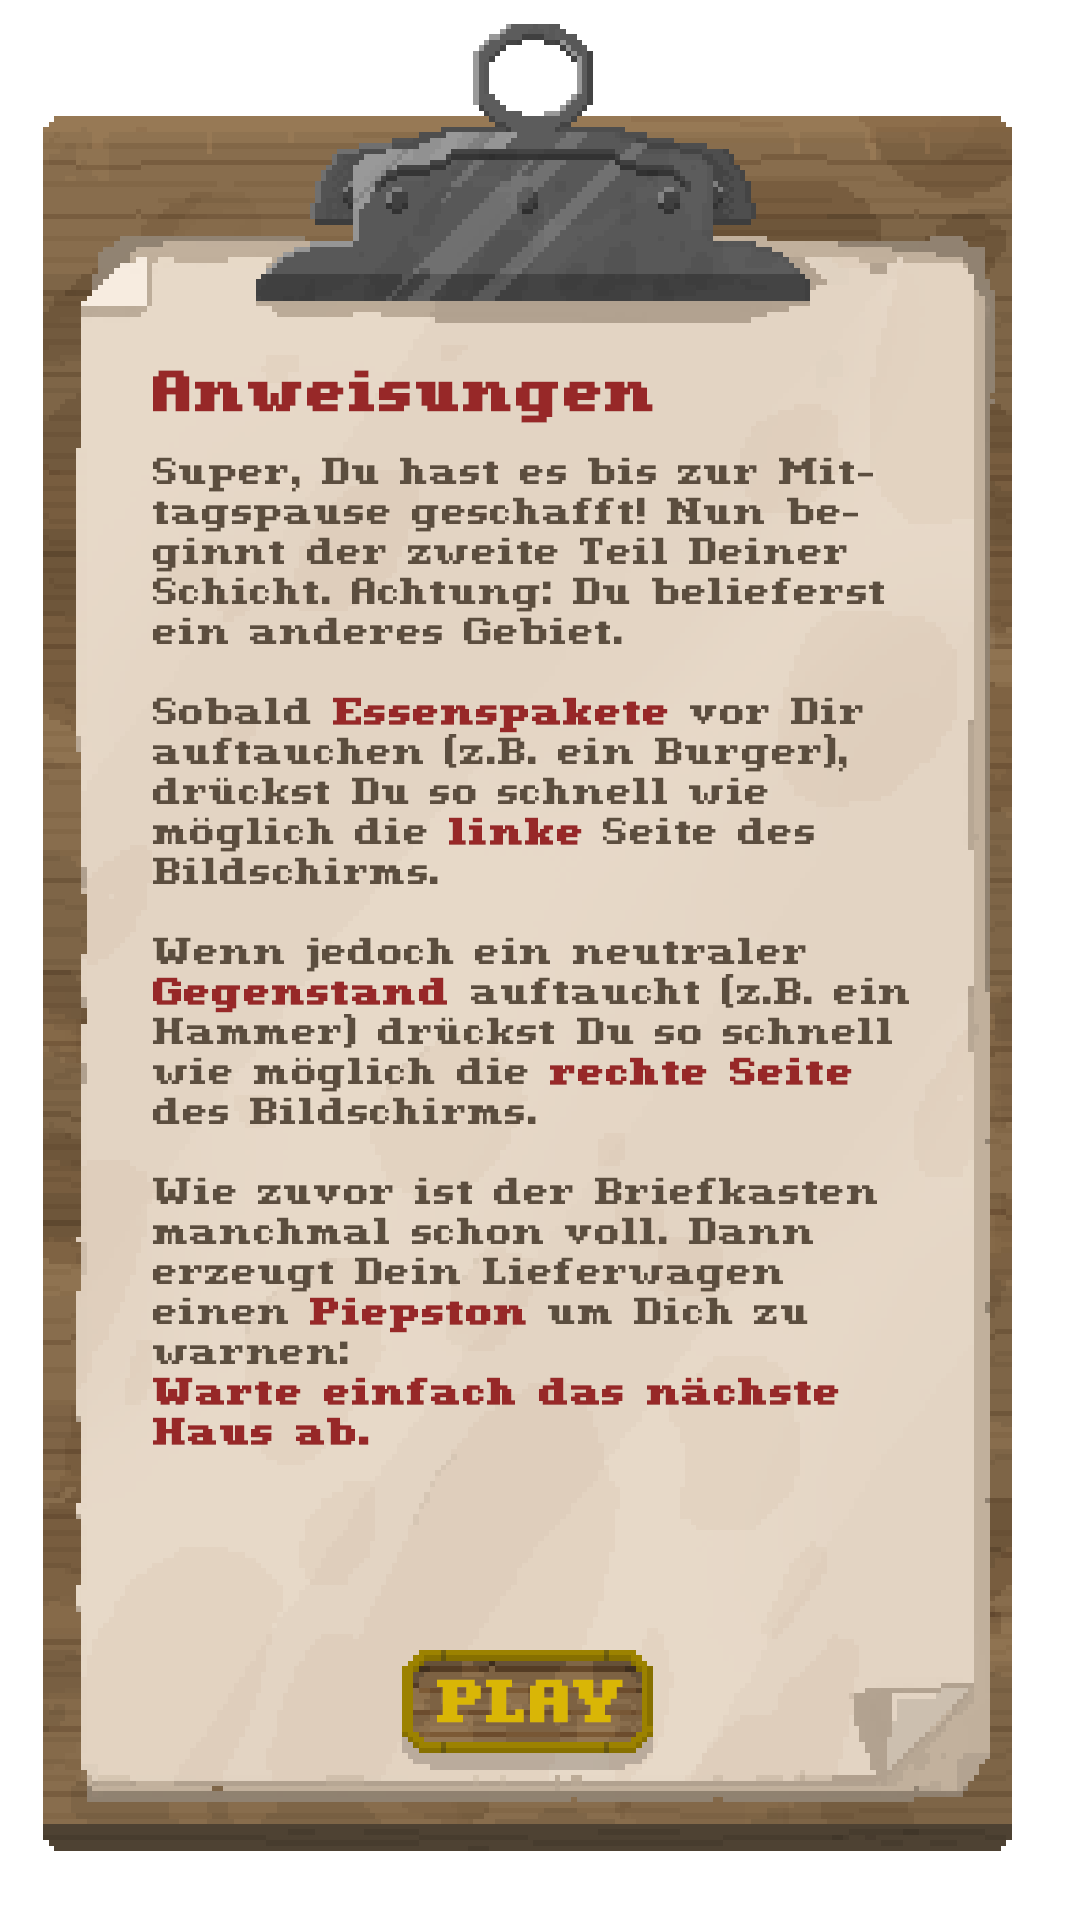 Anweisungen
Super, Du hast es bis zur Mit-
tagspause geschafft! Nun be-
ginnt der zweite Teil Deiner
Schicht. Achtung: Du belieferst
ein anderes Gebiet.
Sobald Essenspakete vor Dir
auftauchen (z.B. ein Burger),
drückst Du so schnell wie
möglich die linke Seite des
Bildschirms.
Wenn jedoch ein neutraler
Gegenstand auftaucht (z.B. ein
Hammer) drückst Du so schnell
wie möglich die rechte Seite
des Bildschirms.
Wie zuvor ist der Briefkasten
manchmal schon voll. Dann
erzeugt Dein Lieferwagen
einen Piepston um Dich zu
warnen:
Warte einfach das nächste
Haus ab.
PLAY